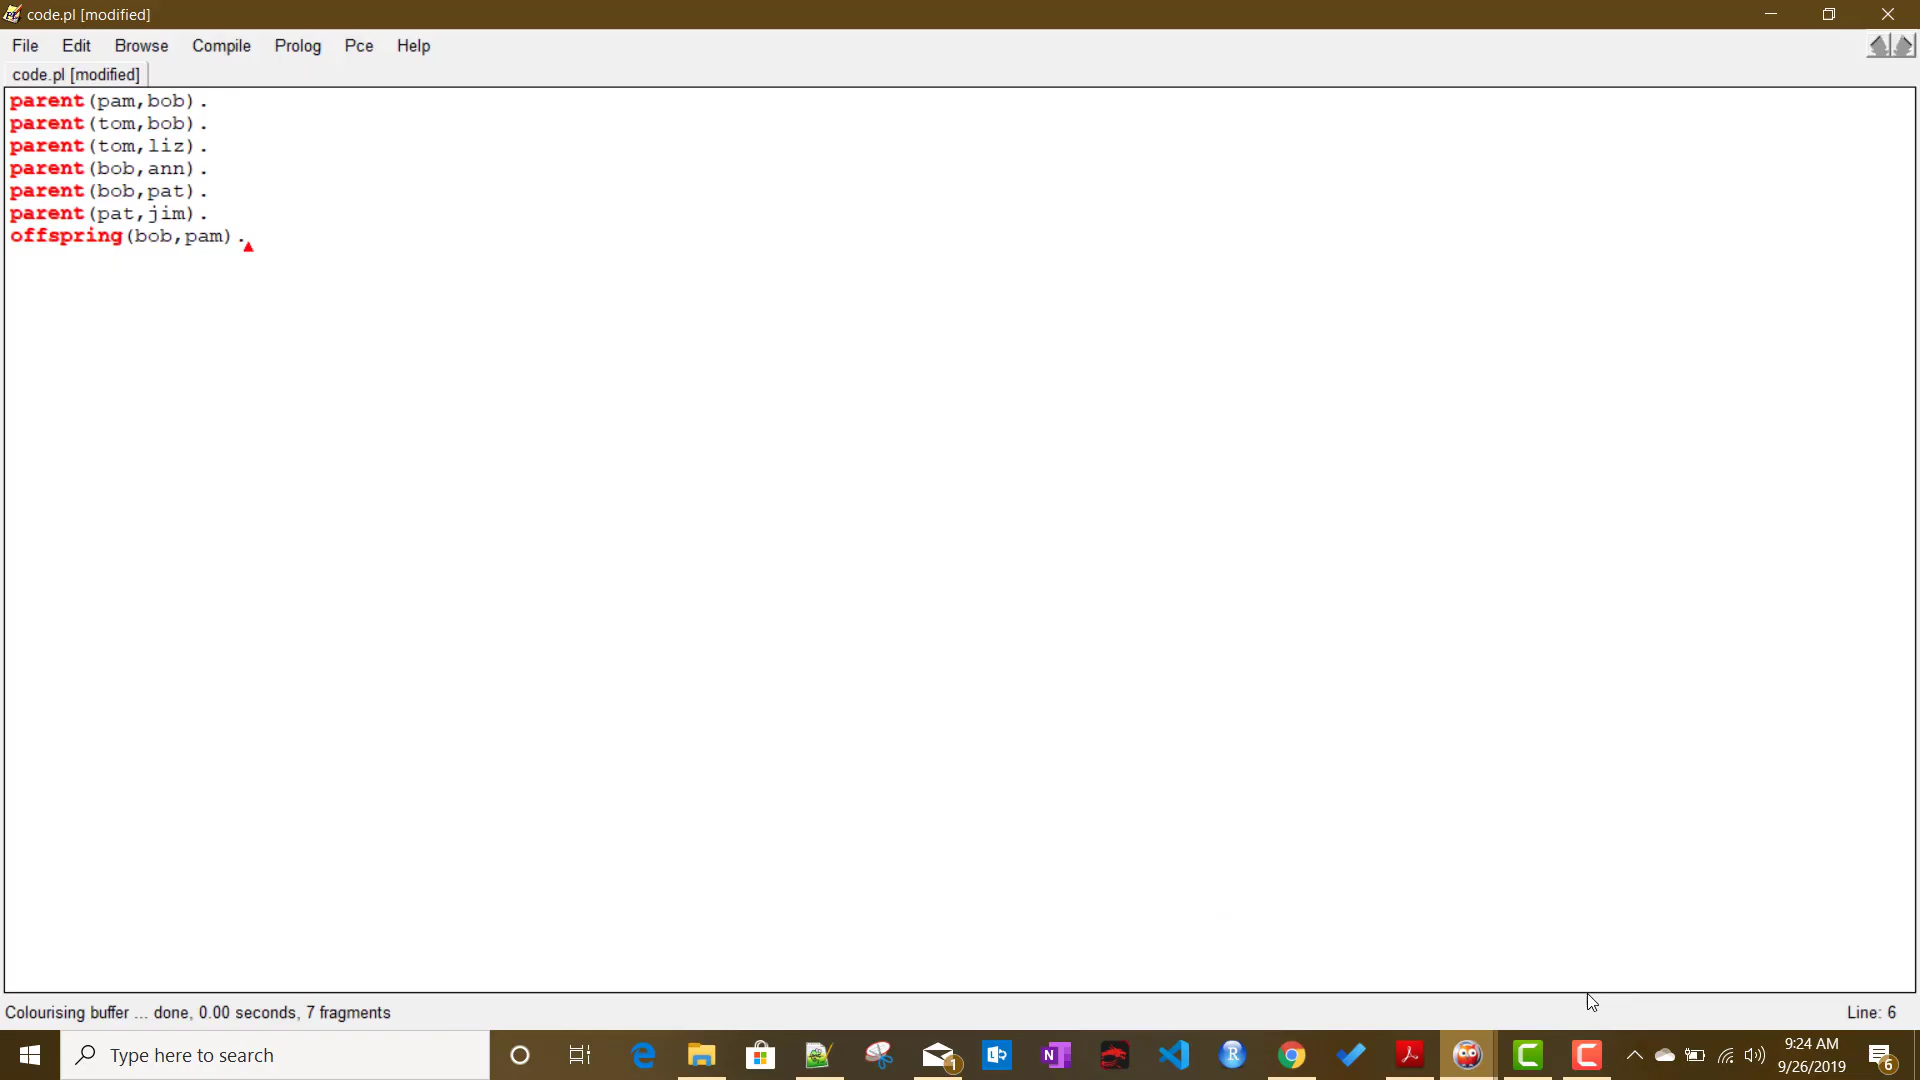 code.pl [modified]
File Edit Browse Compile Prolog Pce Help
code.pl [modified]
parent(pam,bob).
parent(tom,bob).
parent(tom,liz).
parent(bob,ann).
parent(bob,pat).
parent(pat,jim).
offspring(bob,pam).
Colourising buffer ... done, 0.00 seconds, 7 fragments
Line: 6
Type here to search
1
9:24 AM
9/26/2019
6